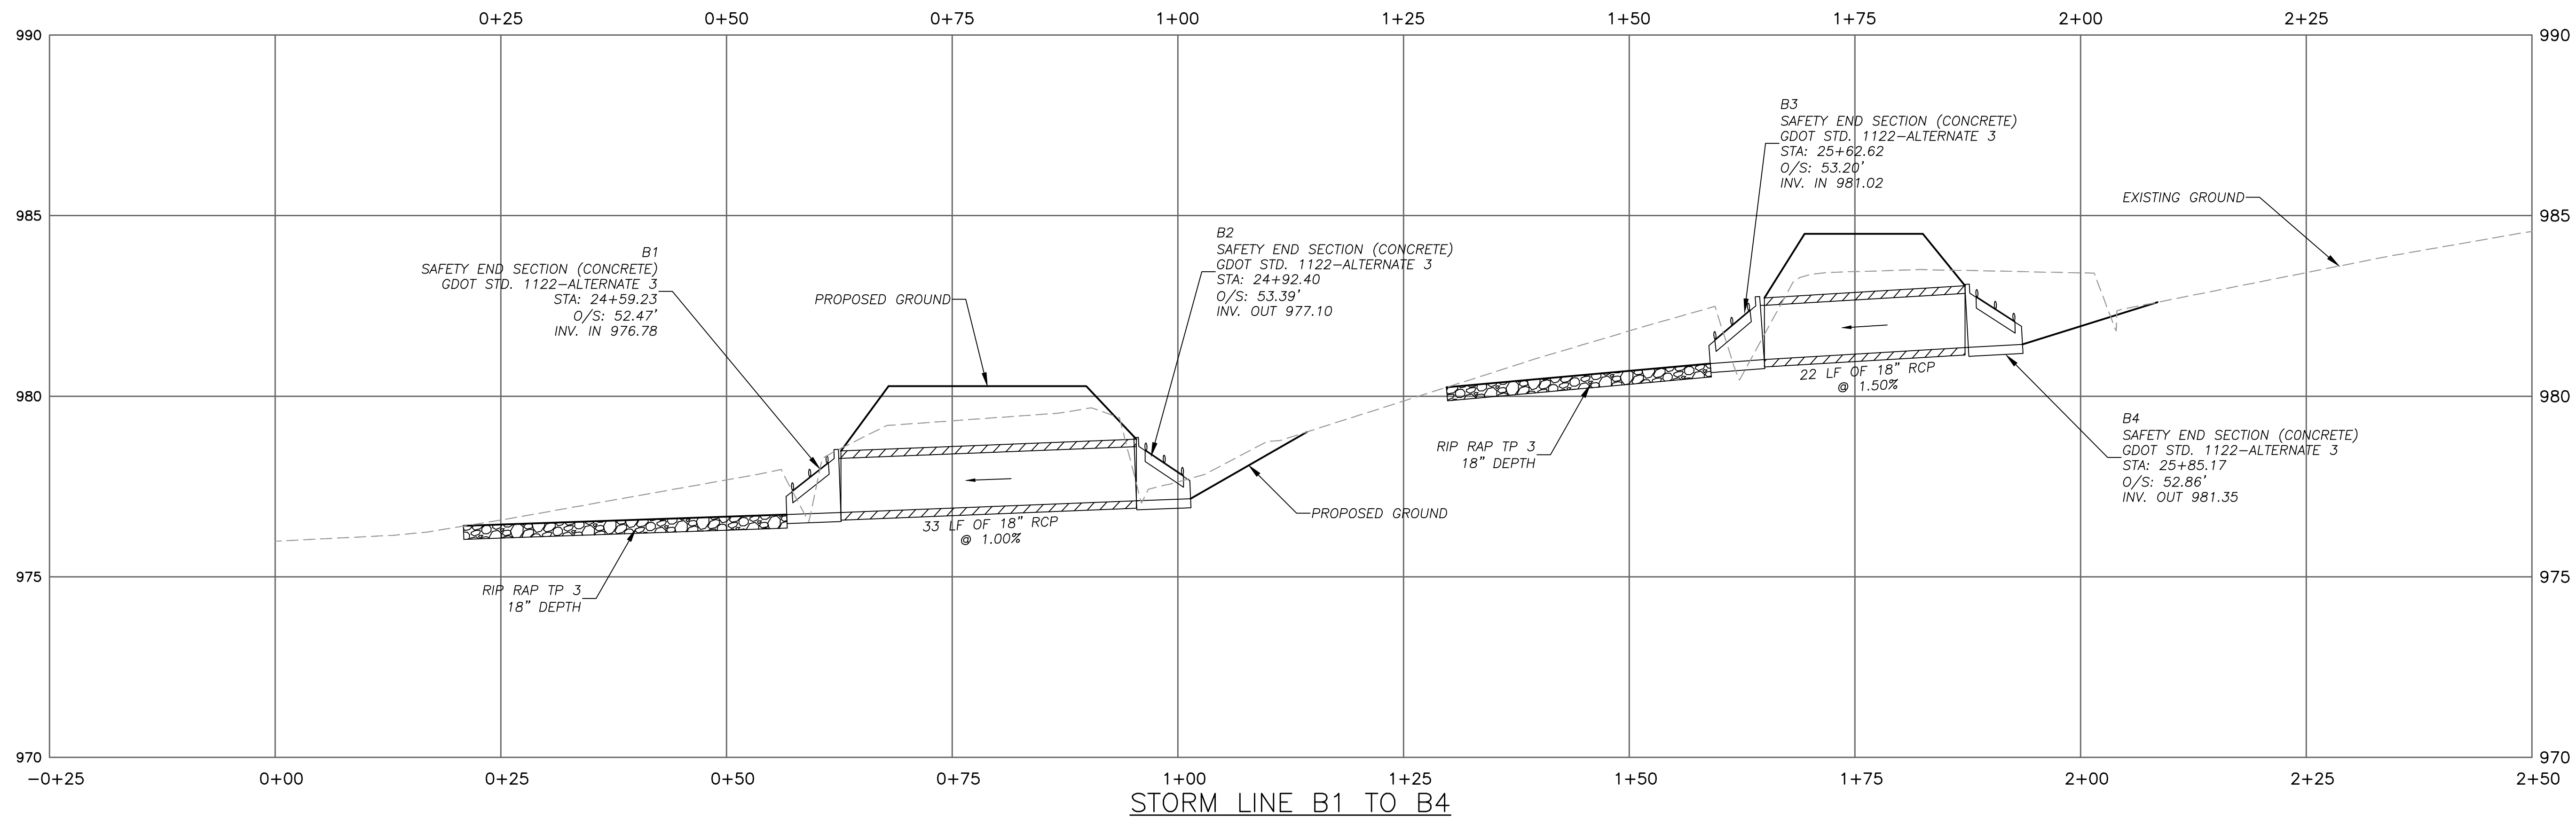 0+25 0+50 0+75 1+00 1+25 1+50 1+75 2+00 2+25
990 990
B3
SAFETY END SECTION (CONCRETE)
GDOT STD. 1122-ALTERNATE 3
STA: 25+62.62
O/S: 53.20'
INV. IN 981.02
EXISTING GROUND
985 985
B1
SAFETY END SECTION (CONCRETE)
GDOT STD. 1122-ALTERNATE 3
STA: 24+59.23
O/S: 52.47'
INV. IN 976.78
PROPOSED GROUND
B2
SAFETY END SECTION (CONCRETE)
GDOT STD. 1122-ALTERNATE 3
STA: 24+92.40
O/S: 53.39'
INV. OUT 977.10
22 LF OF 18" RCP
@ 1.50%
980 980
B4
SAFETY END SECTION (CONCRETE)
GDOT STD. 1122-ALTERNATE 3
STA: 25+85.17
O/S: 52.86'
INV. OUT 981.35
RIP RAP TP 3
18" DEPTH
PROPOSED GROUND
33 LF OF 18" RCP
@ 1.00%
975 975
RIP RAP TP 3
18" DEPTH
970 970
-0+25 0+00 0+25 0+50 0+75 1+00 1+25 1+50 1+75 2+00 2+25 2+50
STORM LINE B1 TO B4